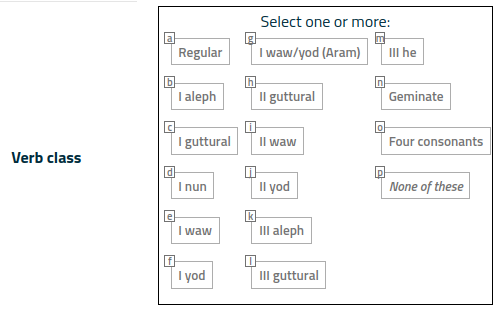 Select one or more:
a Regular
b I aleph
c I guttural
d I nun
e I waw
f I yod
g I waw/yod (Aram)
h II guttural
i II waw
j II yod
k III aleph
l III guttural
m III he
n Geminate
o Four consonants
p None of these
Verb class